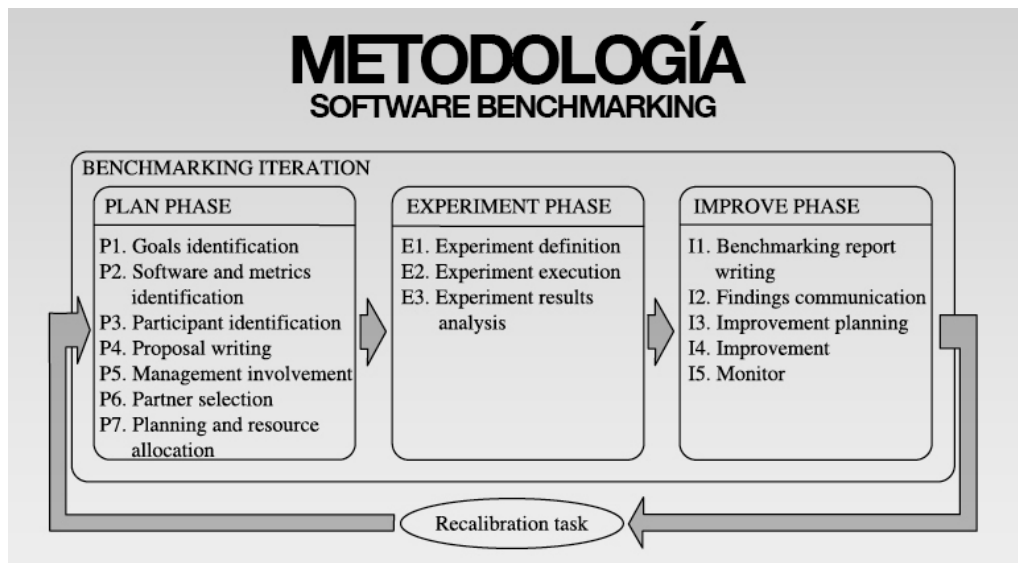 METODOLOGÍA
SOFTWARE BENCHMARKING
BENCHMARKING ITERATION
PLAN PHASE
P1. Goals identification
P2. Software and metrics
identification
P3. Participant identification
P4. Proposal writing
P5. Management involvement
P6. Partner selection
P7. Planning and resource
allocation
EXPERIMENT PHASE
E1. Experiment definition
E2. Experiment execution
E3. Experiment results
analysis
IMPROVE PHASE
I1. Benchmarking report
writing
I2. Findings communication
I3. Improvement planning
I4. Improvement
I5. Monitor
Recalibration task